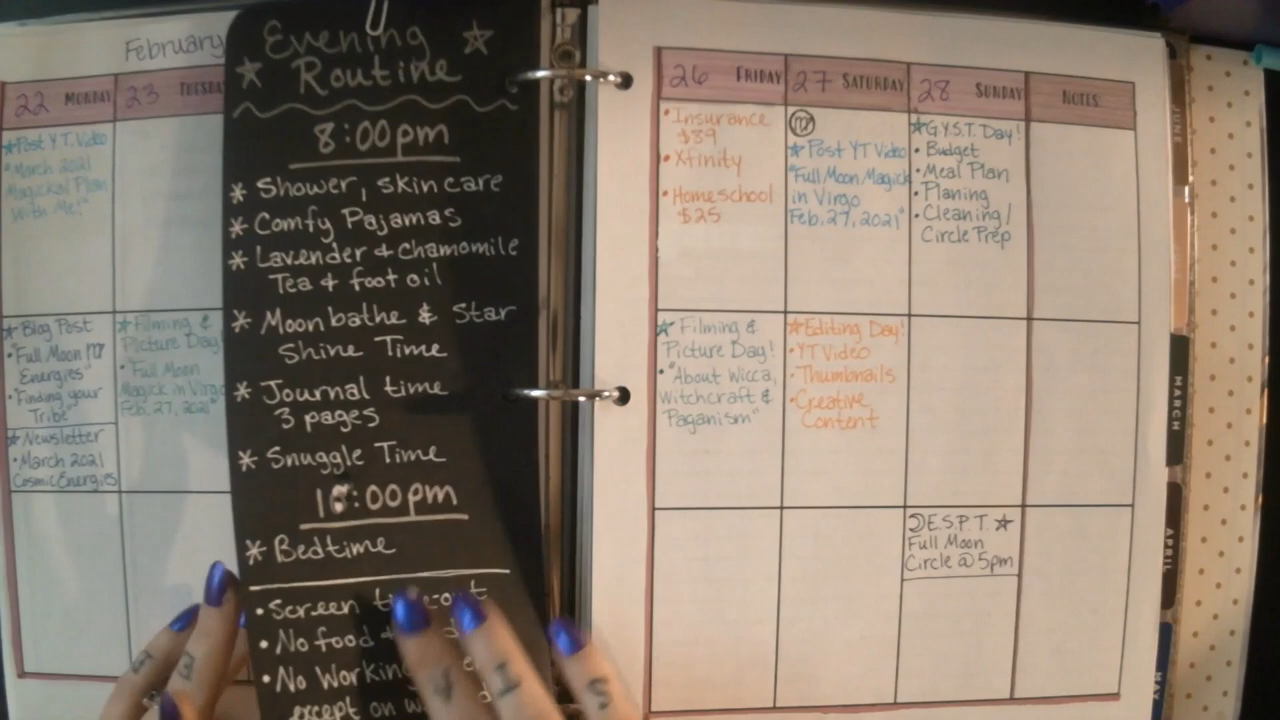 February
22 MONDAY
☆Post YT Video
"March 2021
Magickal Plan
With Me!"
☆Blog Post
•"Full Moon ♍
Energies"
•"Finding your
Tribe"
☆Newsletter
•March 2021
Cosmic Energies
23 TUESDA
☆Filming &
Picture Day!
•"Full Moon
Magick in Virgo
Feb. 27, 2021"
☆ Evening ☆
Routine
8:00pm
* Shower, skin care
* Comfy Pajamas
* Lavender & Chamomile
Tea & foot oil
* Moon bathe & Star
Shine Time
* Journal time
3 pages
* Snuggle Time
10:00pm
* Bedtime
• Screen
• No food
• No Working
except on
26 FRIDAY
• Insurance
$89
• Xfinity
• Homeschool
$25
☆ Filming &
Picture Day!
• "About Wicca,
Witchcraft &
Paganism"
27 SATURDAY
♍
☆Post YT Video
"Full Moon Magick
in Virgo
Feb. 27, 2021"
☆Editing Day!
•YT Video
•Thumbnails
•Creative
Content
28 SUNDAY
☆G.Y.S.T. Day!
• Budget
• Meal Plan
• Planing
• Cleaning/
Circle Prep
☽E.S.P.T. ☆
Full Moon
Circle @ 5pm
NOTES
JUNE
MARCH
APRIL
MAY